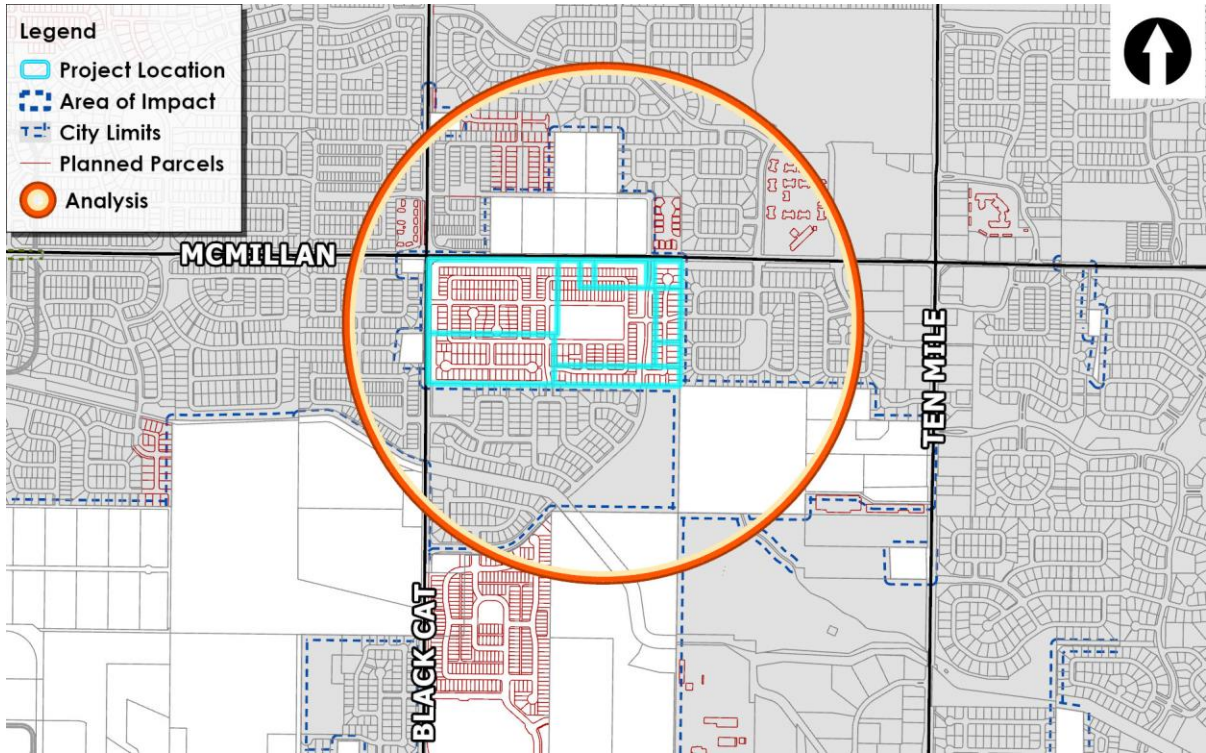 Legend
Project Location
Area of Impact
City Limits
Planned Parcels
Analysis
MCMILLAN
TEN MILE
BLACK CAT